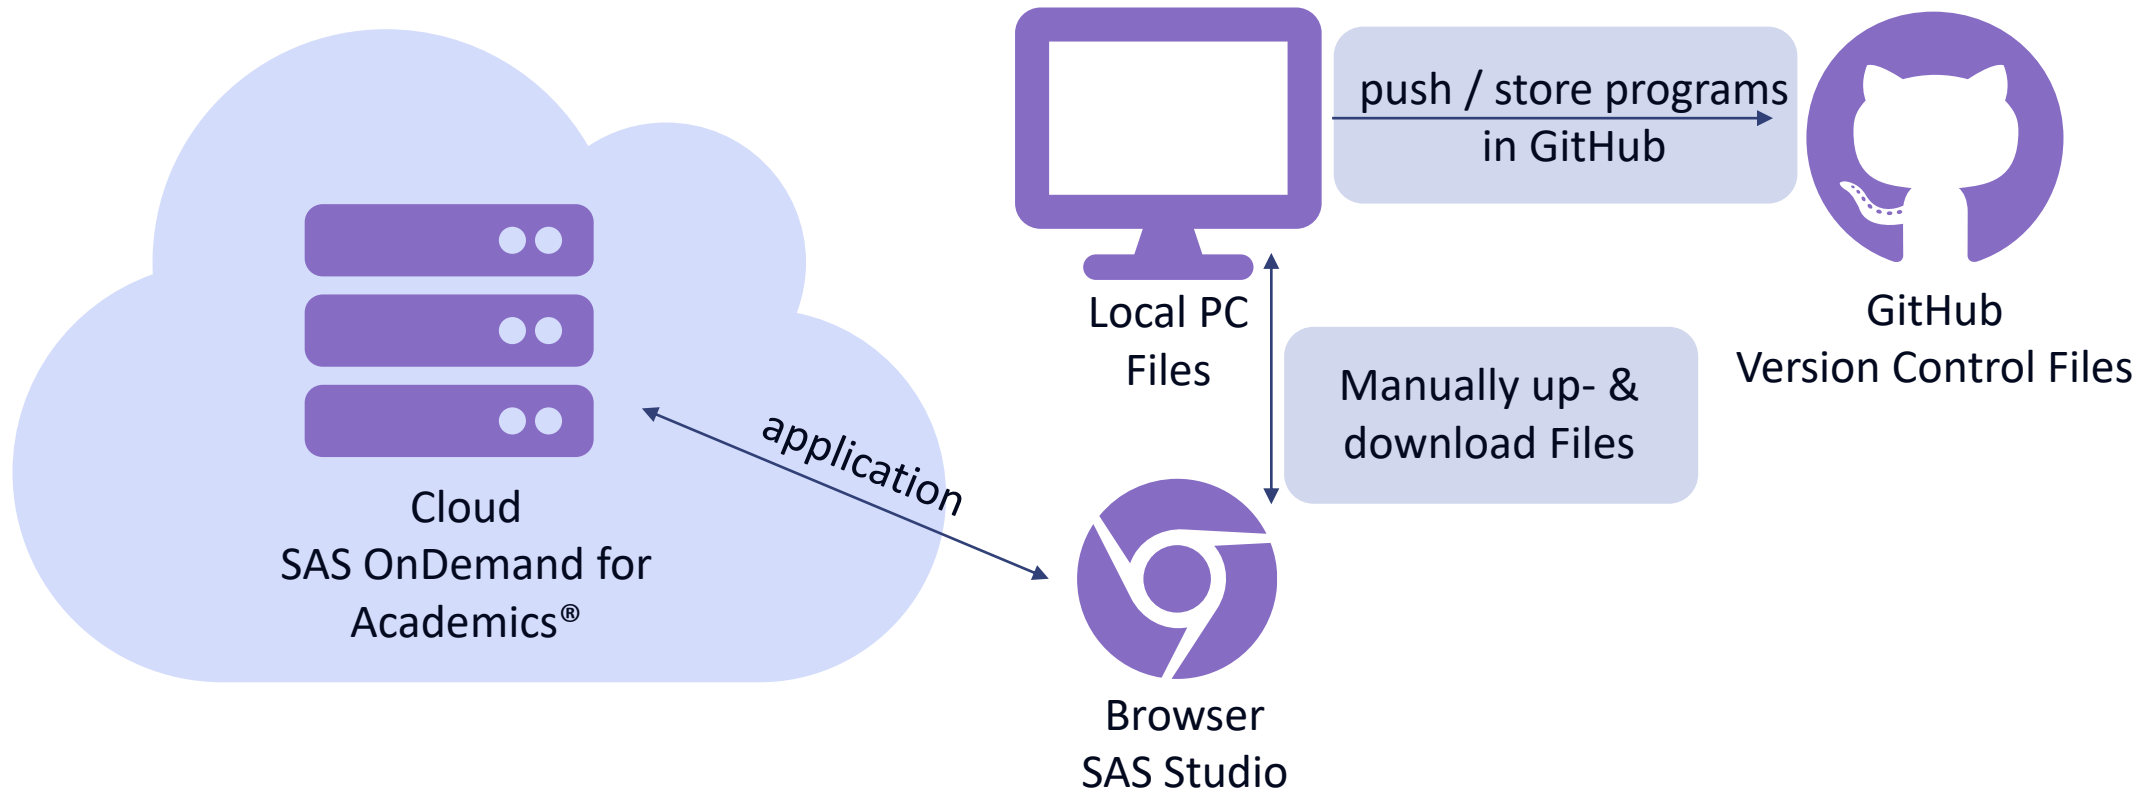 push / store programs
in GitHub
Local PC
Files
GitHub
Version Control Files
Manually up- &
download Files
application
Cloud
SAS OnDemand for
Academics®
Browser
SAS Studio